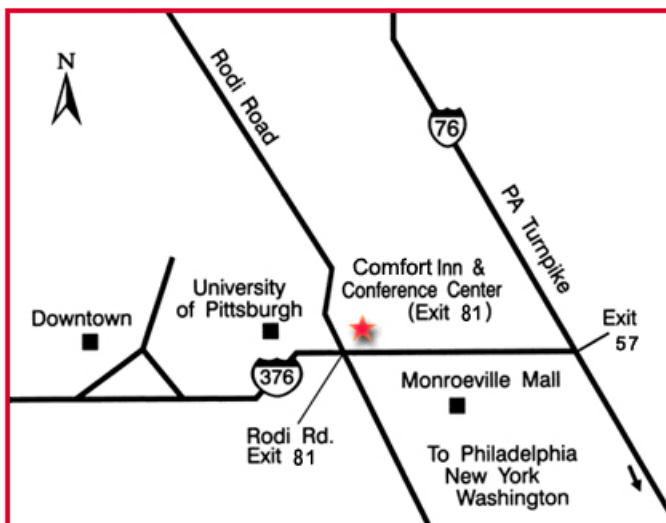 N
Rodi Road
76
PA Turnpike
Comfort Inn &
Conference Center
(Exit 81)
University
of Pittsburgh
Downtown
Exit
57
376
Monroeville Mall
Rodi Rd.
Exit 81
To Philadelphia
New York
Washington